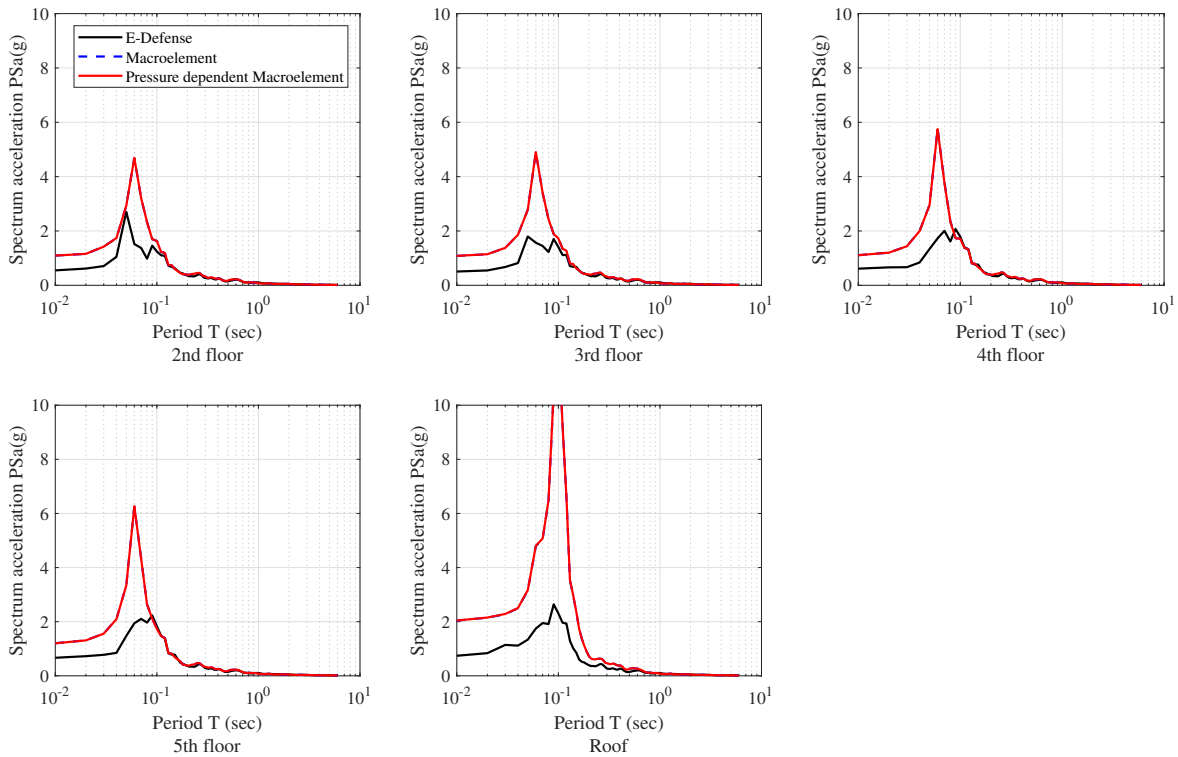 E-Defense
Macroelement
Pressure dependent Macroelement
Spectrum acceleration PSa(g)
10
8
6
4
2
0
10^-2
10^-1
10^0
10^1
Period T (sec)
2nd floor
Spectrum acceleration PSa(g)
10
8
6
4
2
0
10^-2
10^-1
10^0
10^1
Period T (sec)
3rd floor
Spectrum acceleration PSa(g)
10
8
6
4
2
0
10^-2
10^-1
10^0
10^1
Period T (sec)
4th floor
Spectrum acceleration PSa(g)
10
8
6
4
2
0
10^-2
10^-1
10^0
10^1
Period T (sec)
5th floor
Spectrum acceleration PSa(g)
10
8
6
4
2
0
10^-2
10^-1
10^0
10^1
Period T (sec)
Roof